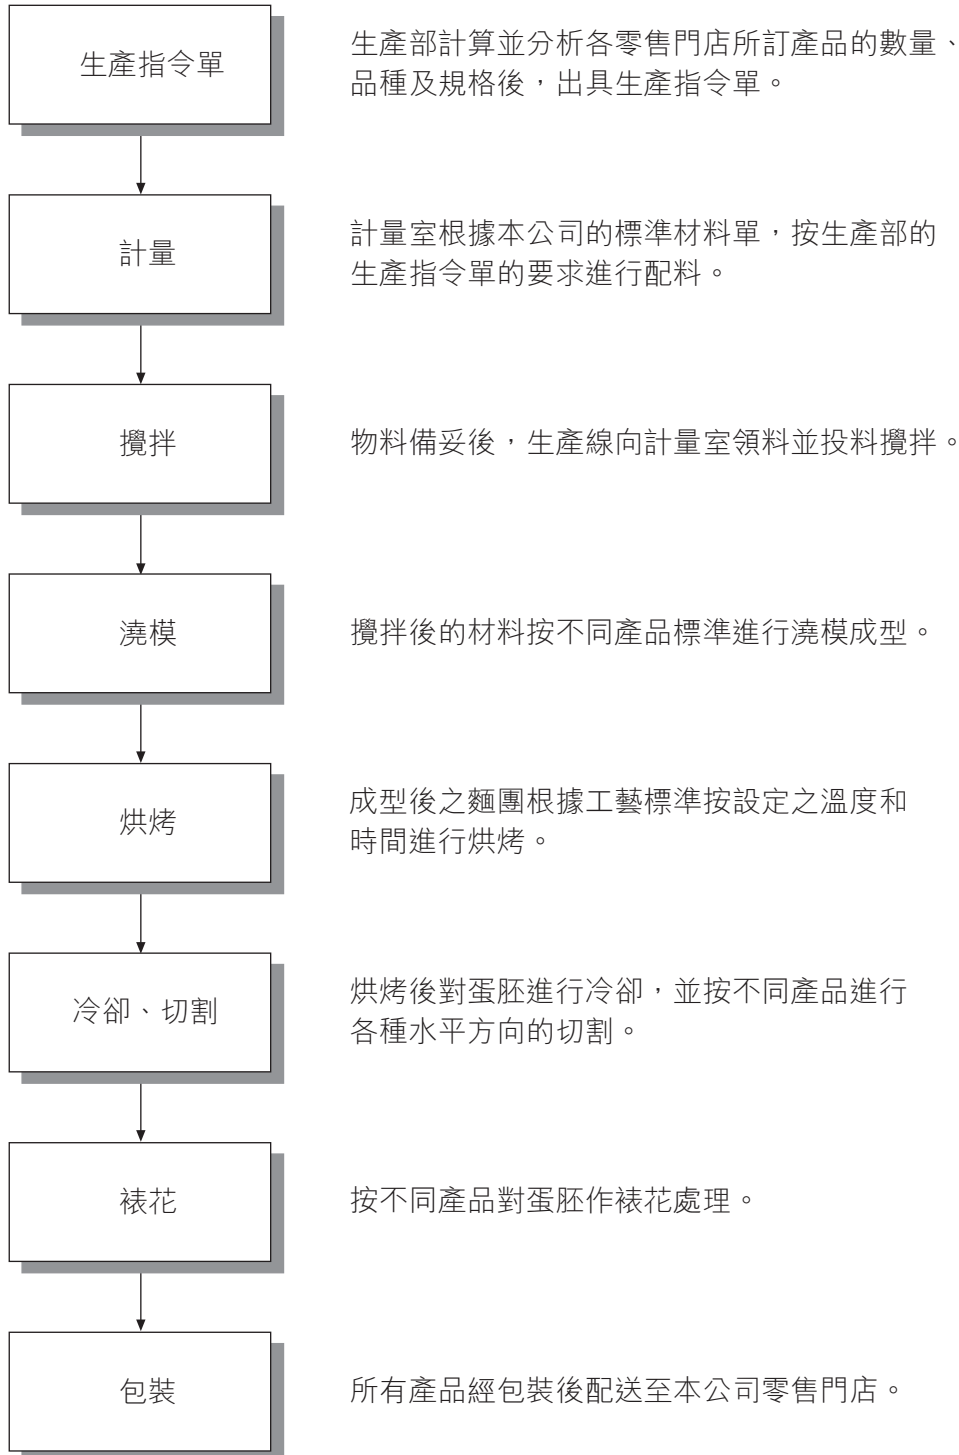 生產指令單
生產部計算並分析各零售門店所訂產品的數量、
品種及規格後，出具生產指令單。
計量
計量室根據本公司的標準材料單，按生產部的
生產指令單的要求進行配料。
攪拌
物料備妥後，生產線向計量室領料並投料攪拌。
澆模
攪拌後的材料按不同產品標準進行澆模成型。
烘烤
成型後之麵團根據工藝標準按設定之溫度和
時間進行烘烤。
冷卻、切割
烘烤後對蛋胚進行冷卻，並按不同產品進行
各種水平方向的切割。
裱花
按不同產品對蛋胚作裱花處理。
包裝
所有產品經包裝後配送至本公司零售門店。